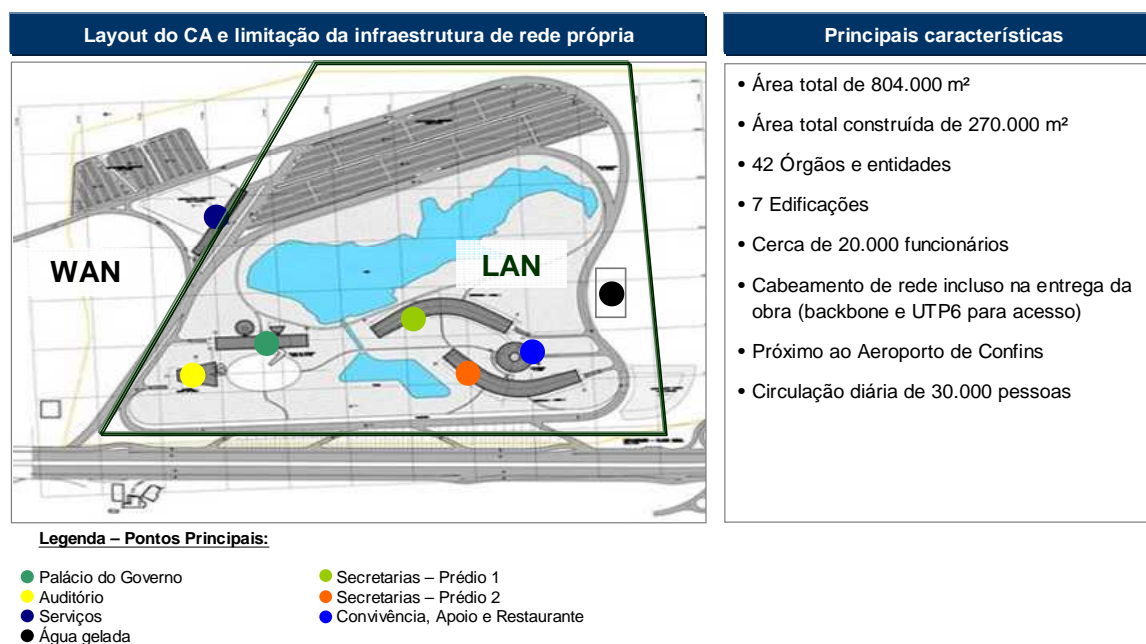 Layout do CA e limitação da infraestrutura de rede própria
Principais características
WAN
LAN
• Área total de 804.000 m²
• Área total construída de 270.000 m²
• 42 Órgãos e entidades
• 7 Edificações
• Cerca de 20.000 funcionários
• Cabeamento de rede incluso na entrega da
obra (backbone e UTP6 para acesso)
• Próximo ao Aeroporto de Confins
• Circulação diária de 30.000 pessoas
Legenda – Pontos Principais:
Palácio do Governo
Auditório
Serviços
Água gelada
Secretarias – Prédio 1
Secretarias – Prédio 2
Convivência, Apoio e Restaurante